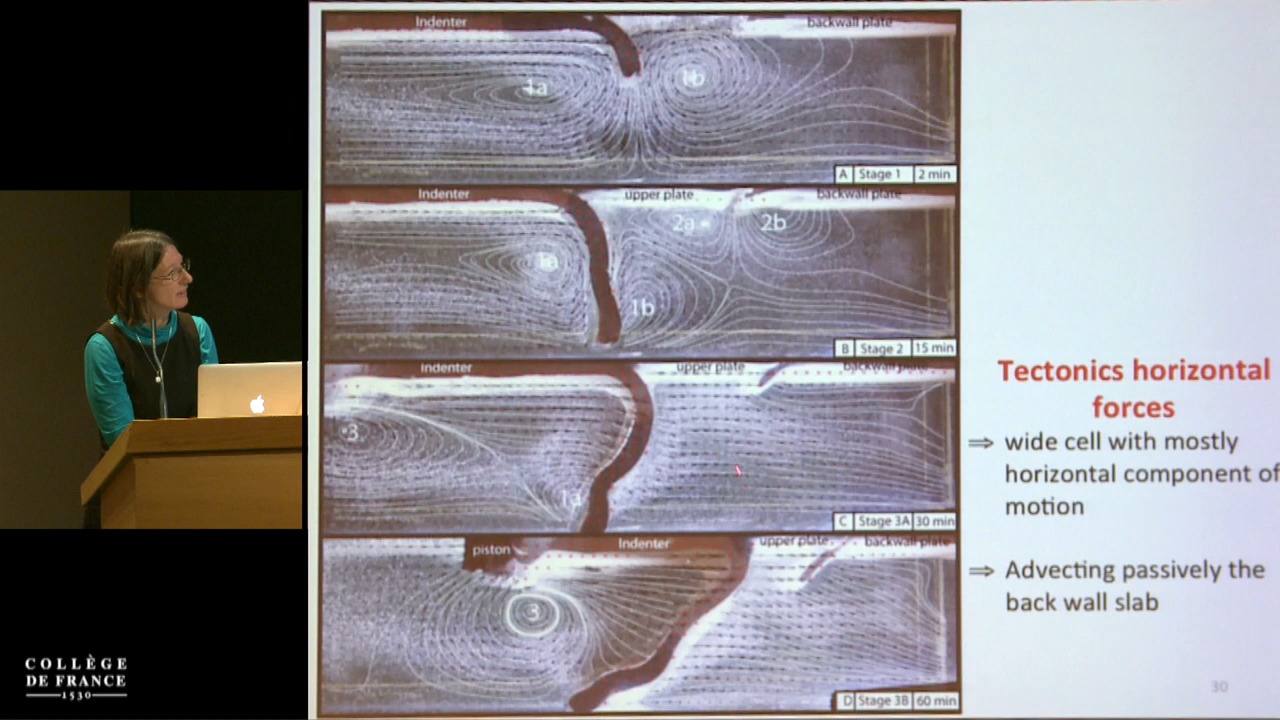 Indenter
backwall plate
1a
1b
A Stage 1 2 min
Indenter
upper plate
backwall plate
2a
2b
1a
1b
B Stage 2 15 min
Indenter
upper plate
backwall plate
3
1a
C Stage 3A 30 min
piston
Indenter
upper plate
backwall plate
3
D Stage 3B 60 min
Tectonics horizontal
forces
⇒ wide cell with mostly
horizontal component of
motion
⇒ Advecting passively the
back wall slab
30
COLLÈGE
DE FRANCE
1530